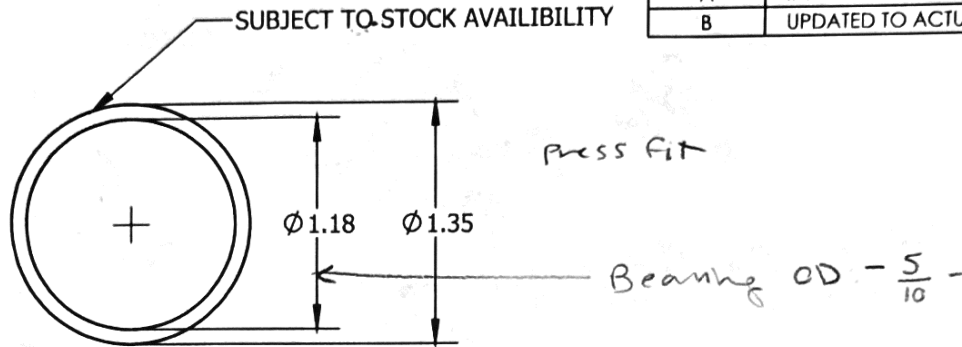 SUBJECT TO STOCK AVAILIBILITY
B UPDATED TO ACTU
press fit
Ø1.18 Ø1.35
Bearing OD - 5/10 -